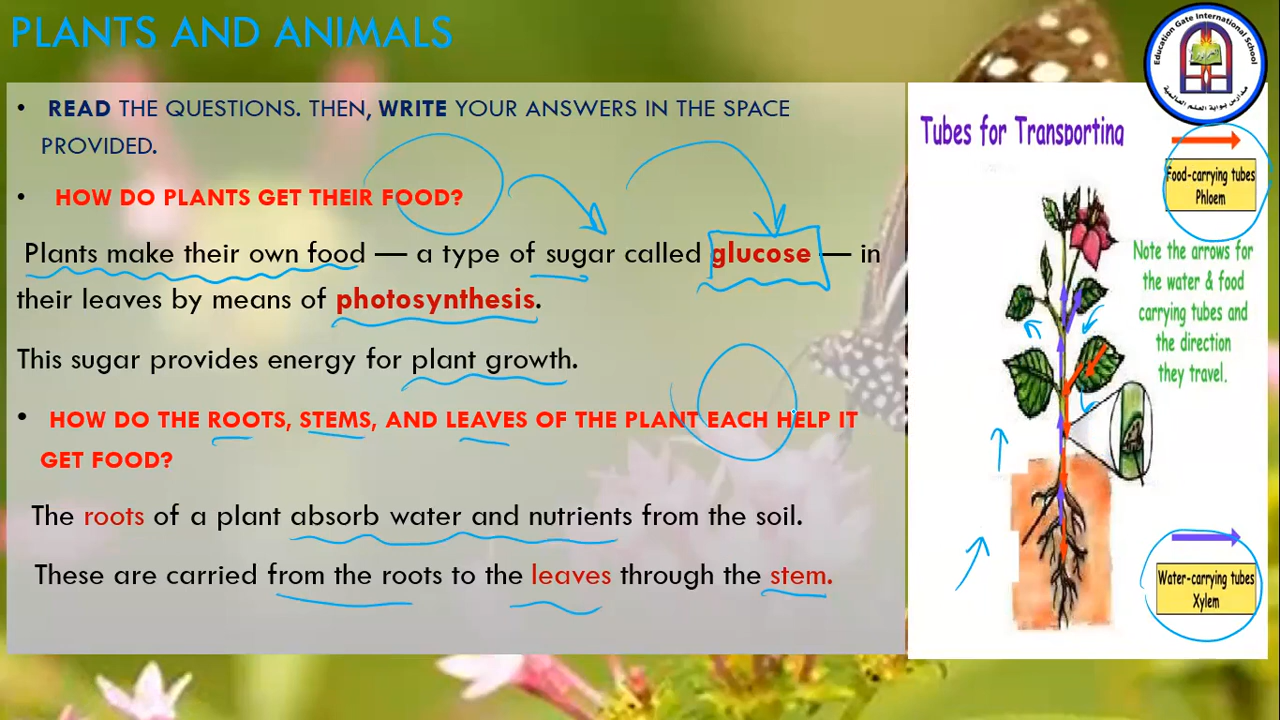 PLANTS AND ANIMALS
• READ THE QUESTIONS. THEN, WRITE YOUR ANSWERS IN THE SPACE
PROVIDED.
• HOW DO PLANTS GET THEIR FOOD?
Plants make their own food — a type of sugar called glucose — in
their leaves by means of photosynthesis.
This sugar provides energy for plant growth.
• HOW DO THE ROOTS, STEMS, AND LEAVES OF THE PLANT EACH HELP IT
GET FOOD?
The roots of a plant absorb water and nutrients from the soil.
These are carried from the roots to the leaves through the stem.
Education Gate International School
مدارس بوابة العلم العالمية
Tubes for Transporting
Food-carrying tubes
Phloem
Note the arrows for
the water & food
carrying tubes and
the direction
they travel.
Water-carrying tubes
Xylem